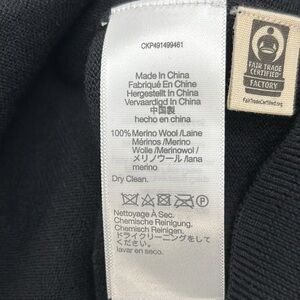 CKP491499461
Made In China
Fabriqué En China
Hergestellt In China
Vervaardigd In China
中国製
hecho en china
100% Merino Wool /Laine
Mérinos /Merino
Wolle /Merinowol /
メリノウール /lana
merino
Dry Clean.
Nettoyage À Sec.
Chemische Reinigung.
Chemisch Reinigen.
ドライクリーニングをして
ください。
lavar en seco.
FAIR TRADE
CERTIFIED
FACTORY
FairTradeCertified.org